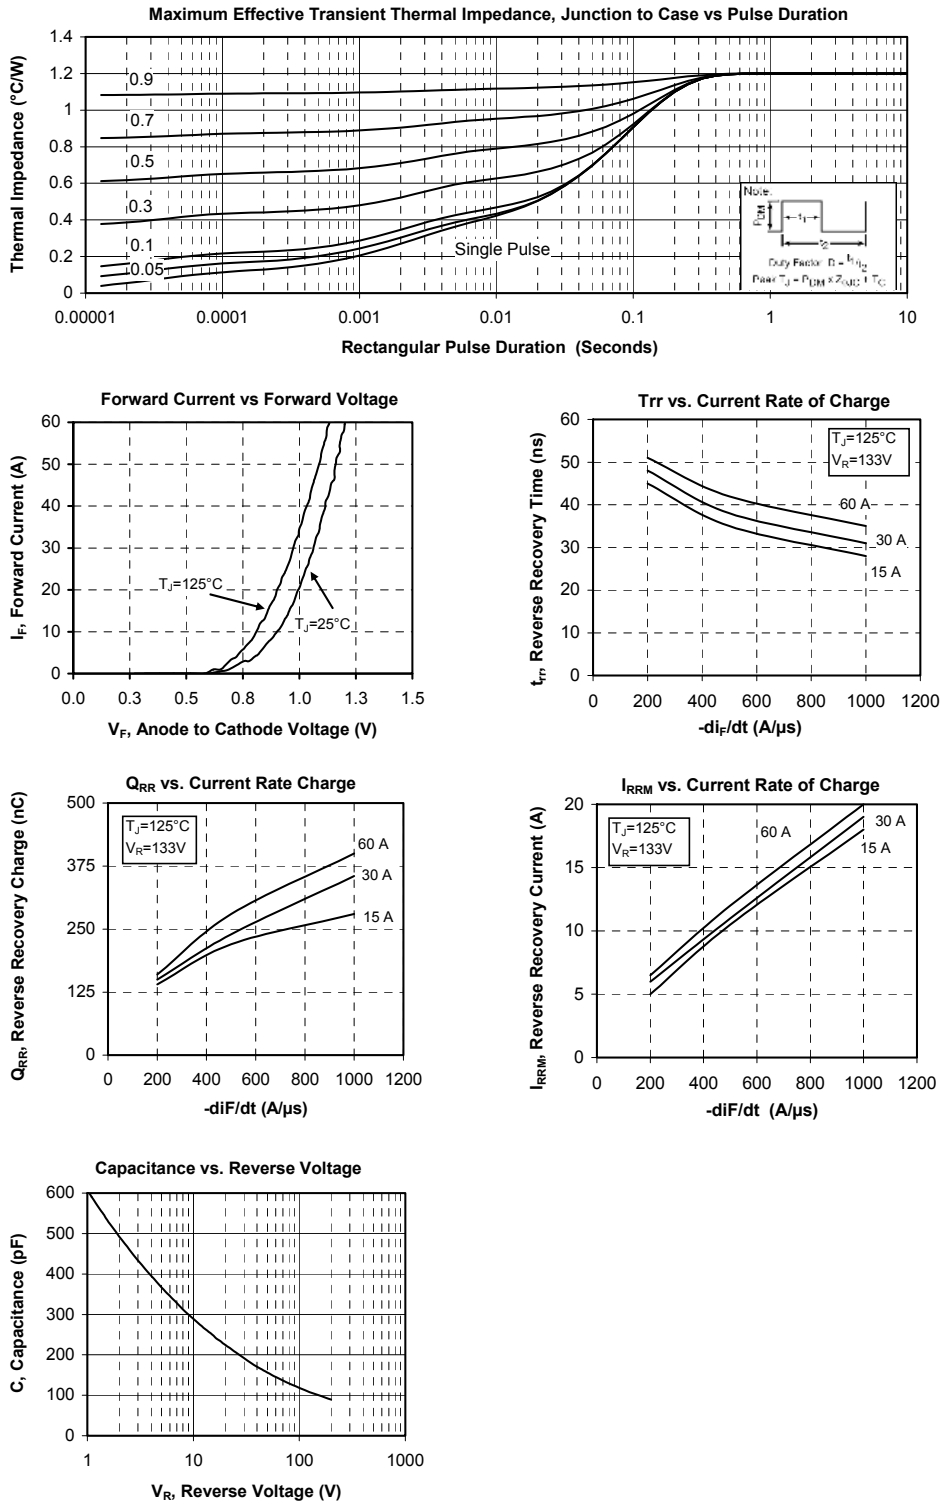 Maximum Effective Transient Thermal Impedance, Junction to Case vs Pulse Duration
Thermal Impedance (°C/W)
1.4
1.2
1
0.8
0.6
0.4
0.2
0
0.9
0.7
0.5
0.3
0.1
0.05
Single Pulse
Note:
PDM
t1
t2
Duty Factor D = t1/t2
Peak TJ = PDM x ZθJC + TC
0.00001 0.0001 0.001 0.01 0.1 1 10
Rectangular Pulse Duration (Seconds)
Forward Current vs Forward Voltage
IF, Forward Current (A)
60
50
40
30
20
10
0
TJ=125°C
TJ=25°C
0.0 0.3 0.5 0.8 1.0 1.3 1.5
VF, Anode to Cathode Voltage (V)
Trr vs. Current Rate of Charge
trr, Reverse Recovery Time (ns)
60
50
40
30
20
10
0
TJ=125°C
VR=133V
60 A
30 A
15 A
0 200 400 600 800 1000 1200
-diF/dt (A/µs)
QRR vs. Current Rate Charge
QRR, Reverse Recovery Charge (nC)
500
375
250
125
0
TJ=125°C
VR=133V
60 A
30 A
15 A
0 200 400 600 800 1000 1200
-diF/dt (A/µs)
IRRM vs. Current Rate of Charge
IRRM, Reverse Recovery Current (A)
20
15
10
5
0
TJ=125°C
VR=133V
60 A
30 A
15 A
0 200 400 600 800 1000 1200
-diF/dt (A/µs)
Capacitance vs. Reverse Voltage
C, Capacitance (pF)
600
500
400
300
200
100
0
1 10 100 1000
VR, Reverse Voltage (V)